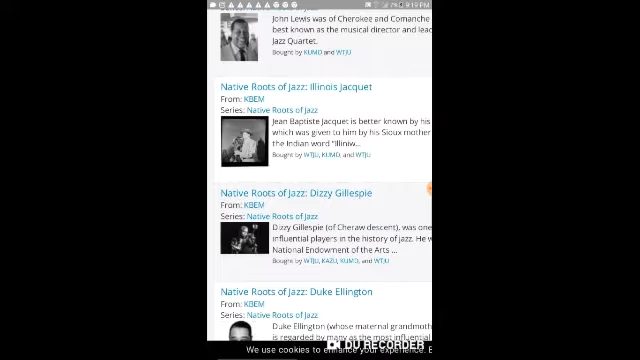 7% 9:19 PM
John Lewis was of Cherokee and Comanche
best known as the musical director and lead
Jazz Quartet.
Bought by KUMD and WTJU
Native Roots of Jazz: Illinois Jacquet
From: KBEM
Series: Native Roots of Jazz
Jean Baptiste Jacquet is better known by his
which was given to him by his Sioux mother
the Indian word "Illiniw...
Bought by WTJU, KUMD, and WTJU
Native Roots of Jazz: Dizzy Gillespie
From: KBEM
Series: Native Roots of Jazz
Dizzy Gillespie (of Cheraw descent), was one
influential players in the history of jazz. He w
National Endowment of the Arts ...
Bought by WTJU, KAZU, KUMD, and WTJU
Native Roots of Jazz: Duke Ellington
From: KBEM
Series: Native Roots of Jazz
Duke Ellington (whose maternal grandmoth
is regarded by many as the most influential
DU RECORDER
We use cookies to enhance your experience. B